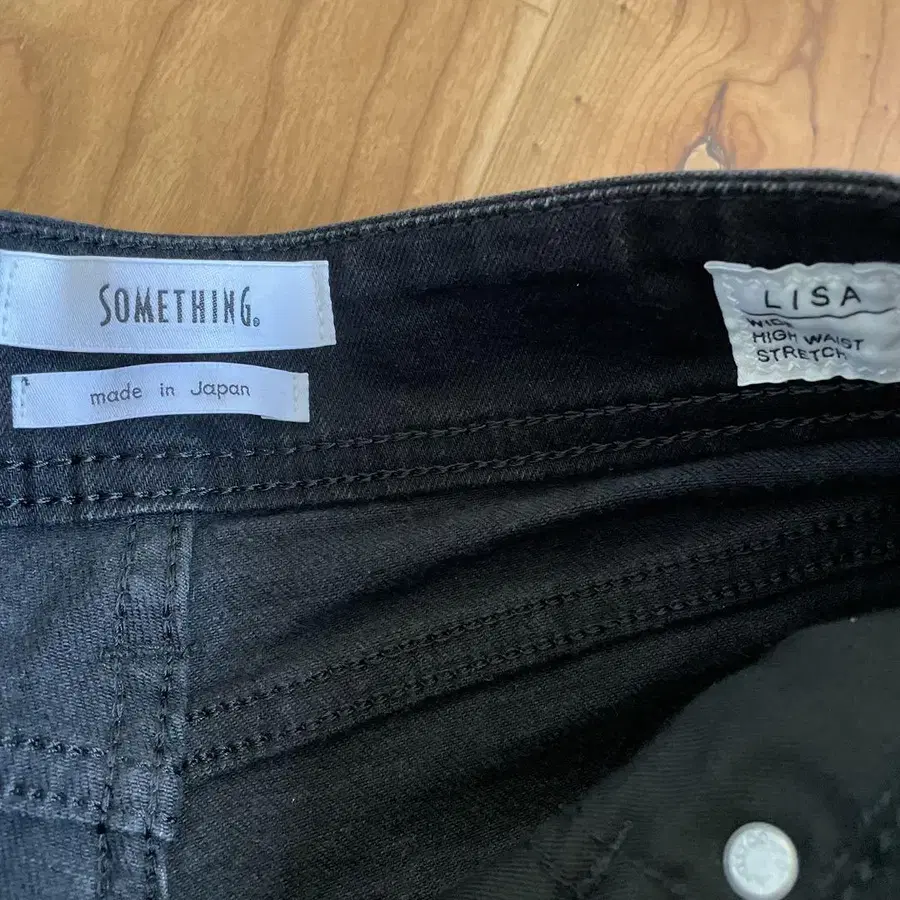 SOMETHING.
made in Japan
LISA
WIDE
HIGH WAIST
STRETCH